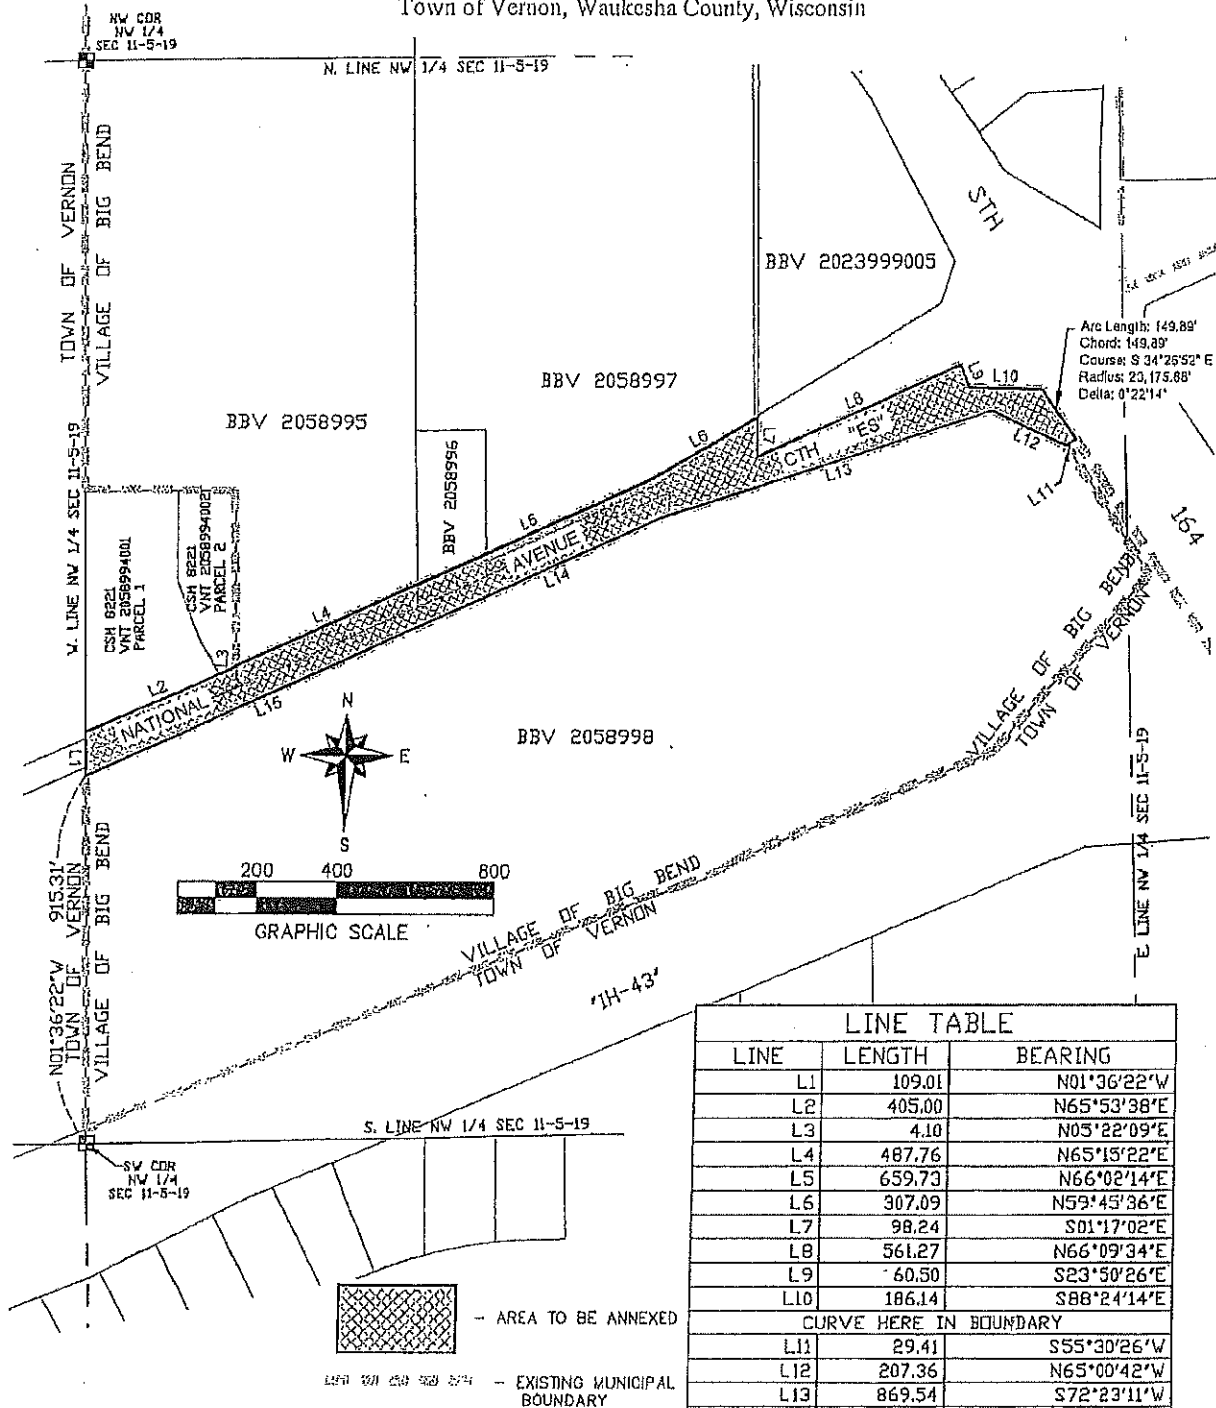 Town of Vernon, Waukesha County, Wisconsin
NW COR
NW 1/4
SEC 11-5-19
N. LINE NW 1/4 SEC 11-5-19
TOWN OF VERNON
VILLAGE OF BIG BEND
STH
BBV 2023999005
Arc Length: 149.89'
Chord: 149.89'
Course: S 34°25'52" E
Radius: 23,175.68'
Delta: 0°22'14"
BBV 2058997
BBV 2058995
BBV 2058996
W. LINE NW 1/4 SEC 11-5-19
CSM 8221
VNT 2058994001
PARCEL 1
CSM 8221
VNT 2058994002
PARCEL 2
L9
L10
L8
L7
L6
CTH "ES"
L13
L12
L11
164
L6
AVENUE
L14
L4
L3
L2
NATIONAL
L15
L1
N
W E
S
BBV 2058998
VILLAGE OF BIG BEND
TOWN OF VERNON
E LINE NW 1/4 SEC 11-5-19
N01°36'22"W 915.31'
TOWN OF VERNON
VILLAGE OF BIG BEND
200 400 800
GRAPHIC SCALE
VILLAGE OF BIG BEND
TOWN OF VERNON
"IH-43"
S. LINE NW 1/4 SEC 11-5-19
SW COR
NW 1/4
SEC 11-5-19
LINE TABLE
LINE LENGTH BEARING
L1 109.01 N01°36'22"W
L2 405.00 N65°53'38"E
L3 4.10 N05°22'09"E
L4 487.76 N65°15'22"E
L5 659.73 N66°02'14"E
L6 307.09 N59°45'36"E
L7 98.24 S01°17'02"E
L8 561.27 N66°09'34"E
L9 60.50 S23°50'26"E
L10 186.14 S88°24'14"E
CURVE HERE IN BOUNDARY
L11 29.41 S55°30'26"W
L12 207.36 N65°00'42"W
L13 869.54 S72°23'11"W
- AREA TO BE ANNEXED
- EXISTING MUNICIPAL
BOUNDARY